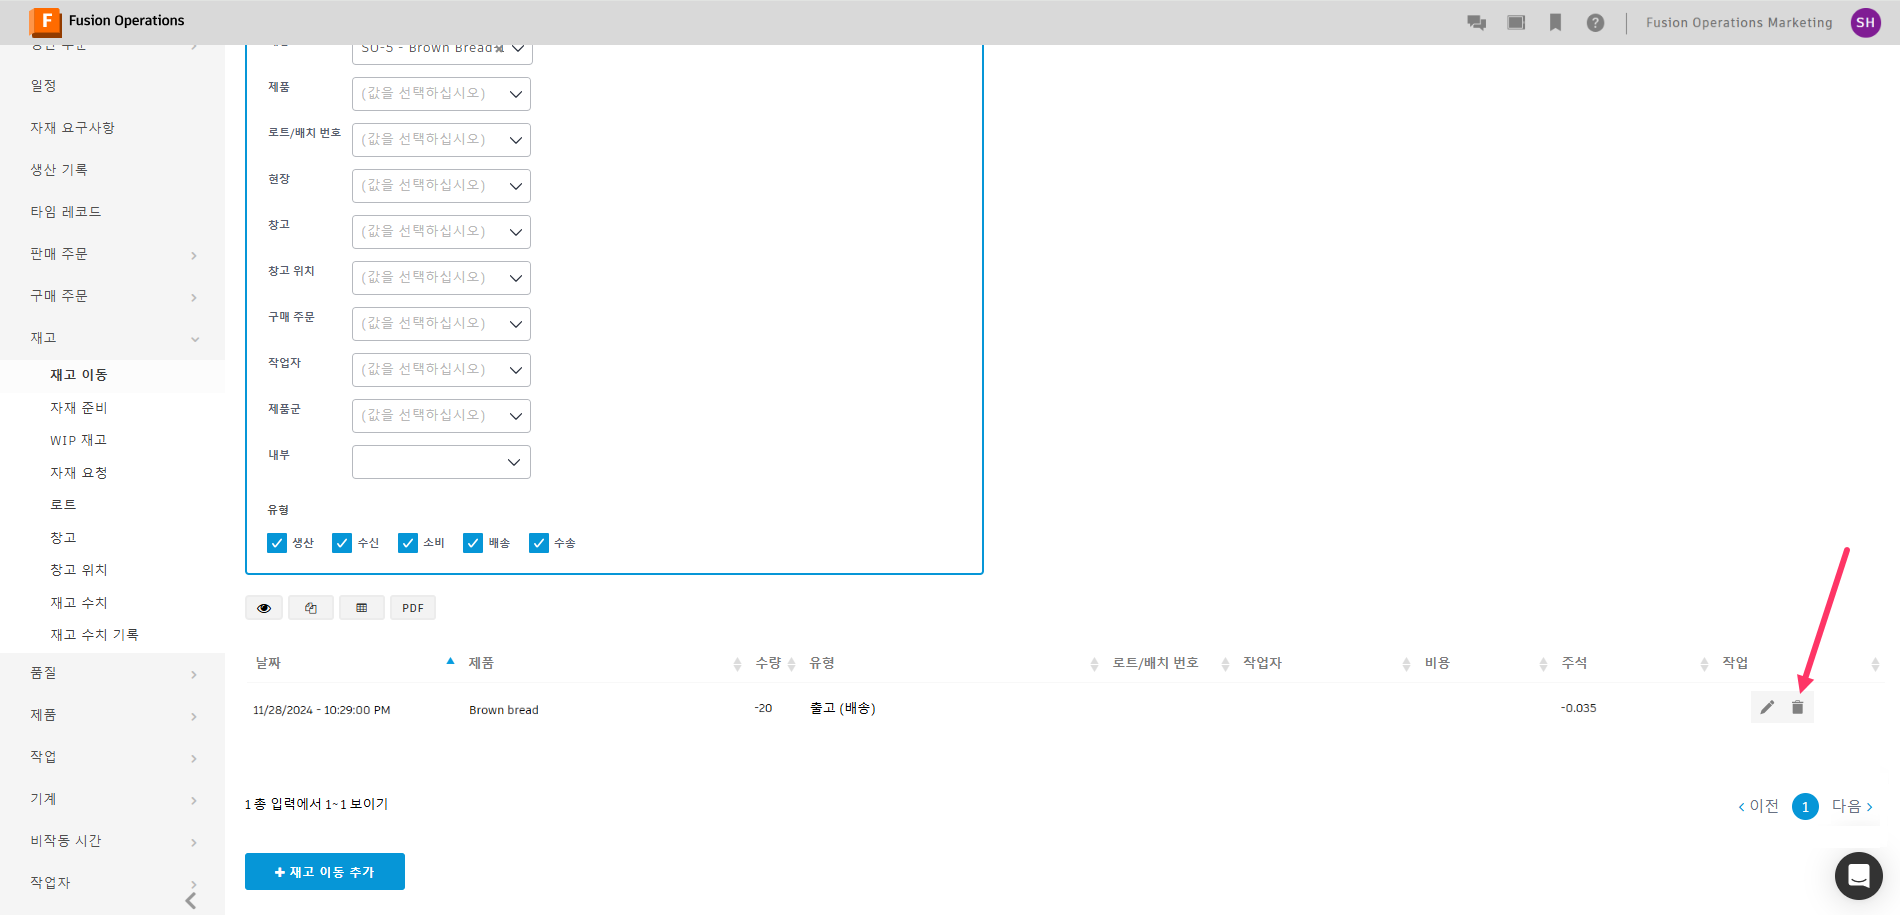 F Fusion Operations
Fusion Operations Marketing SH
일정
자재 요구사항
생산 기록
타임 레코드
판매 주문
구매 주문
재고
재고 이동
자재 준비
WIP 재고
자재 요청
로트
창고
창고 위치
재고 수치
재고 수치 기록
품질
제품
작업
기계
비작동 시간
작업자
SO-5 - Brown Bread
제품 (값을 선택하십시오)
로트/배치 번호 (값을 선택하십시오)
현장 (값을 선택하십시오)
창고 (값을 선택하십시오)
창고 위치 (값을 선택하십시오)
구매 주문 (값을 선택하십시오)
작업자 (값을 선택하십시오)
제품군 (값을 선택하십시오)
내부
유형
생산 수신 소비 배송 수송
PDF
날짜 제품 수량 유형 로트/배치 번호 작업자 비용 주석 작업
11/28/2024 - 10:29:00 PM Brown bread -20 출고 (배송) -0.035
1 총 입력에서 1~1 보이기
이전 1 다음
+ 재고 이동 추가